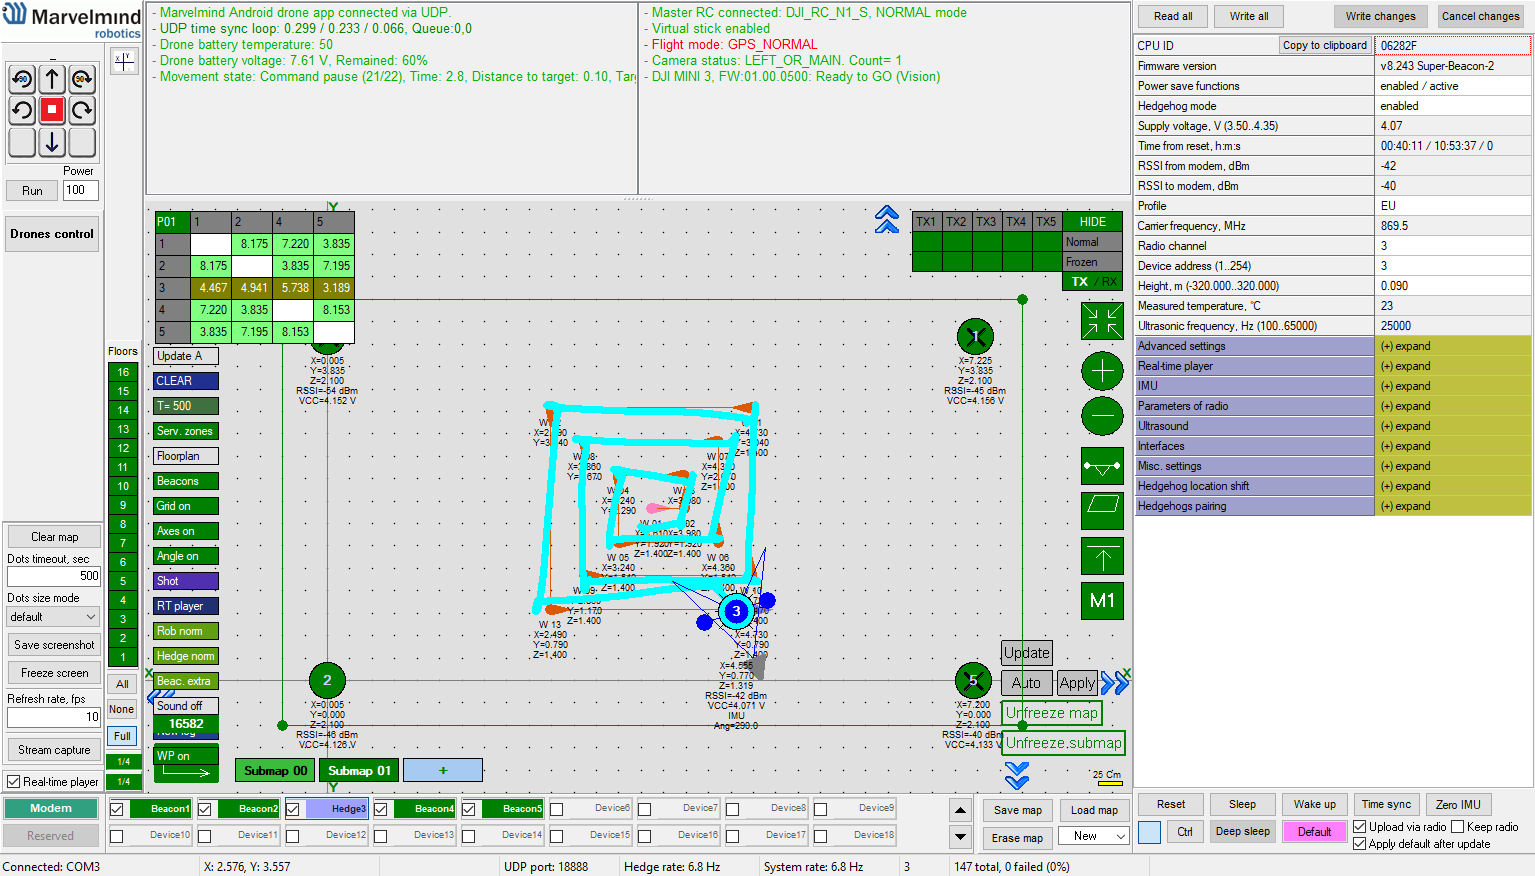 Marvelmind
robotics
- Marvelmind Android drone app connected via UDP.
- UDP time sync loop: 0.299 / 0.233 / 0.066, Queue:0,0
- Drone battery temperature: 50
- Drone battery voltage: 7.61 V, Remained: 60%
- Movement state: Command pause (21/22), Time: 2.8, Distance to target: 0.10, Tar
- Master RC connected: DJI_RC_N1_S, NORMAL mode
- Virtual stick enabled
- Flight mode: GPS_NORMAL
- Camera status: LEFT_OR_MAIN. Count= 1
- DJI MINI 3, FW:01.00.0500: Ready to GO (Vision)
Read all Write all Write changes Cancel changes
CPU ID Copy to clipboard 06282F
Firmware version v8.243 Super-Beacon-2
Power save functions enabled / active
Hedgehog mode enabled
Supply voltage, V (3.50..4.35) 4.07
Time from reset, h:m:s 00:40:11 / 10:53:37 / 0
RSSI from modem, dBm -42
RSSI to modem, dBm -40
Profile EU
Carrier frequency, MHz 869.5
Radio channel 3
Device address (1..254) 3
Height, m (-320.000..320.000) 0.090
Measured temperature, °C 23
Ultrasonic frequency, Hz (100..65000) 25000
Advanced settings (+) expand
Real-time player (+) expand
IMU (+) expand
Parameters of radio (+) expand
Ultrasound (+) expand
Interfaces (+) expand
Misc. settings (+) expand
Hedgehog location shift (+) expand
Hedgehogs pairing (+) expand
90 90
Power
Run 100
Drones control
Clear map
Dots timeout, sec
500
Dots size mode
default
Save screenshot
Freeze screen
Refresh rate, fps
10
Stream capture
Real-time player
Floors
16
15
14
13
12
11
10
9
8
7
6
5
4
3
2
1
All
None
Full
1/4
1/4
Y
P01 1 2 4 5
1 8.175 7.220 3.835
2 8.175 3.835 7.195
3 4.467 4.941 5.738 3.189
4 7.220 3.835 8.153
5 3.835 7.195 8.153
Update A
CLEAR
T= 500
Serv. zones
Floorplan
Beacons
Grid on
Axes on
Angle on
Shot
RT player
Rob norm
Hedge norm
Beac. extra
Sound off
16582
WP on
TX1 TX2 TX3 TX4 TX5 HIDE
Normal
Frozen
TX / RX
X=0.005
Y=3.835
Z=2.100
RSSI=-54 dBm
VCC=4.152 V
1
X=7.225
Y=3.835
Z=2.100
RSSI=-45 dBm
VCC=4.156 V
W 05
X=3.240
Z=1.400
W 06
X=4.360
Z=1.400
W 13
X=2.490
Y=0.790
Z=1.400
3
X=4.730
Y=0.790
X=4.555
Y=0.770
Z=1.319
RSSI=-42 dBm
VCC=4.071 V
IMU
Ang=290.0
2
X=0.005
Y=0.000
Z=2.100
RSSI=-46 dBm
VCC=4.126 V
5
X=7.200
Y=0.000
Z=2.100
RSSI=-40 dBm
VCC=4.133 V
X
X
Y
M1
Update
Auto Apply
Unfreeze map
Unfreeze submap
25 Cm
Submap 00 Submap 01 +
Modem Beacon1 Beacon2 Hedge3 Beacon4 Beacon5 Device6 Device7 Device8 Device9
Reserved Device10 Device11 Device12 Device13 Device14 Device15 Device16 Device17 Device18
Save map Load map
Erase map New
Reset Sleep Wake up Time sync Zero IMU
Ctrl Deep sleep Default Upload via radio Keep radio
Apply default after update
Connected: COM3 X: 2.576, Y: 3.557 UDP port: 18888 Hedge rate: 6.8 Hz System rate: 6.8 Hz 3 147 total, 0 failed (0%)